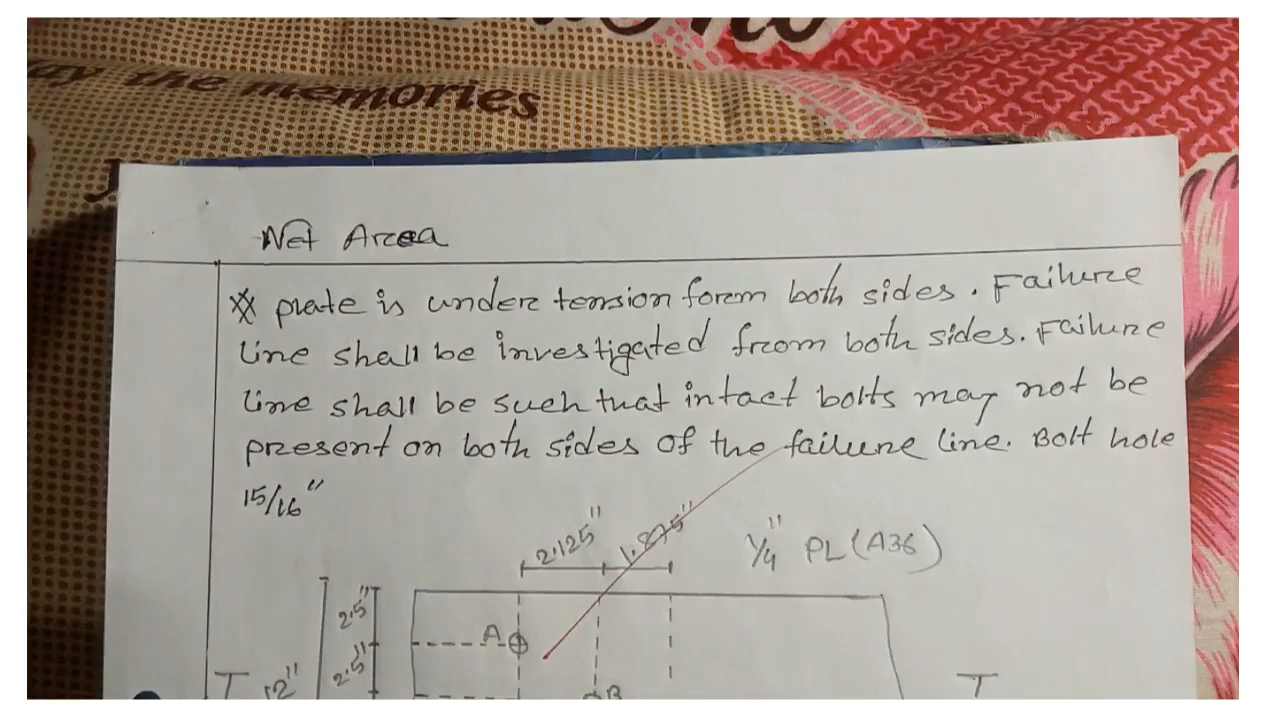 the memories
Net Area
plate is under tension form both sides. Failure
line shall be investigated from both sides. Failure
line shall be such that intact bolts may not be
present on both sides of the failure line. Bolt hole
15/16"
2.125" 1.875" 1/4" PL (A36)
2.5"
A
2.5"
T 12" B T